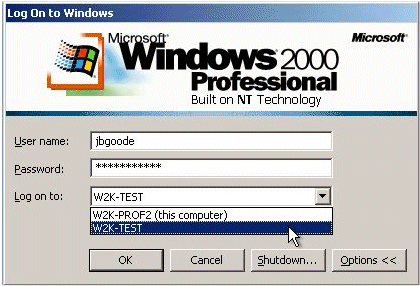 Log On to Windows
Microsoft
Microsoft
Windows 2000
Professional
Built on NT Technology
User name:
jbgoode
Password:
***********
Log on to:
W2K-TEST
W2K-PROF2 (this computer)
W2K-TEST
OK
Cancel
Shutdown...
Options <<